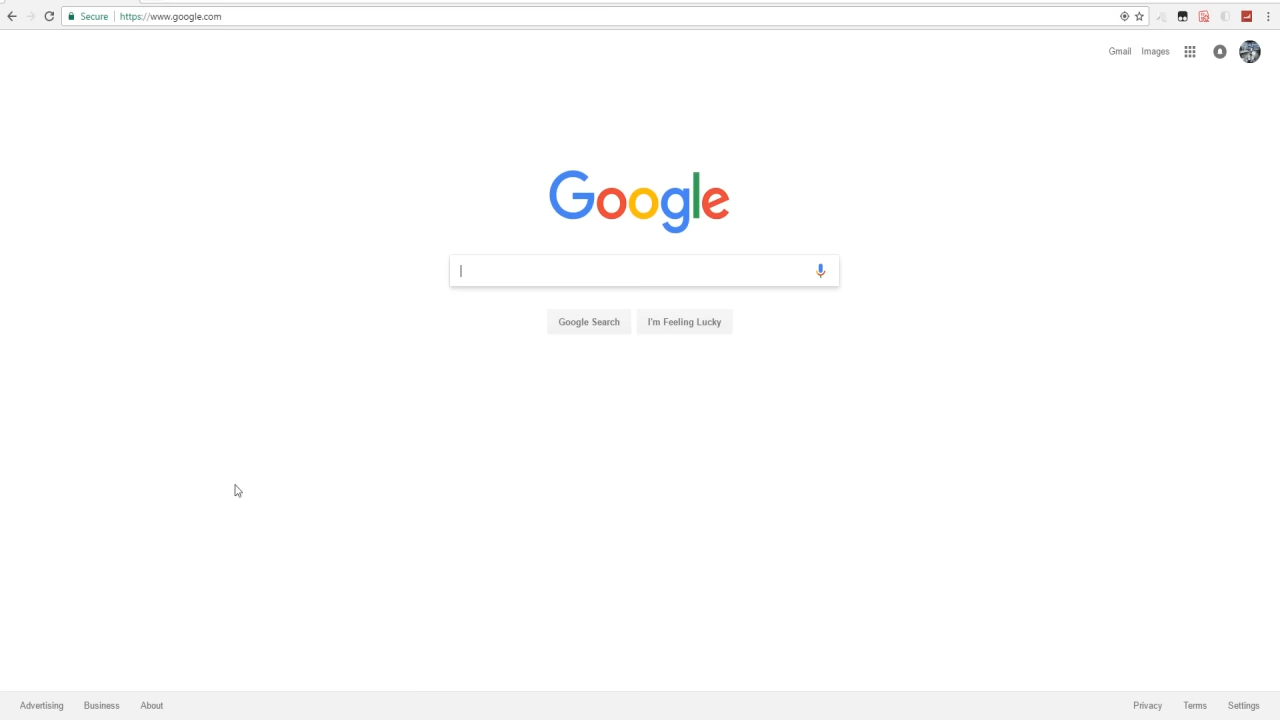 Secure https://www.google.com
Gmail Images
Google
Google Search I'm Feeling Lucky
Advertising Business About Privacy Terms Settings